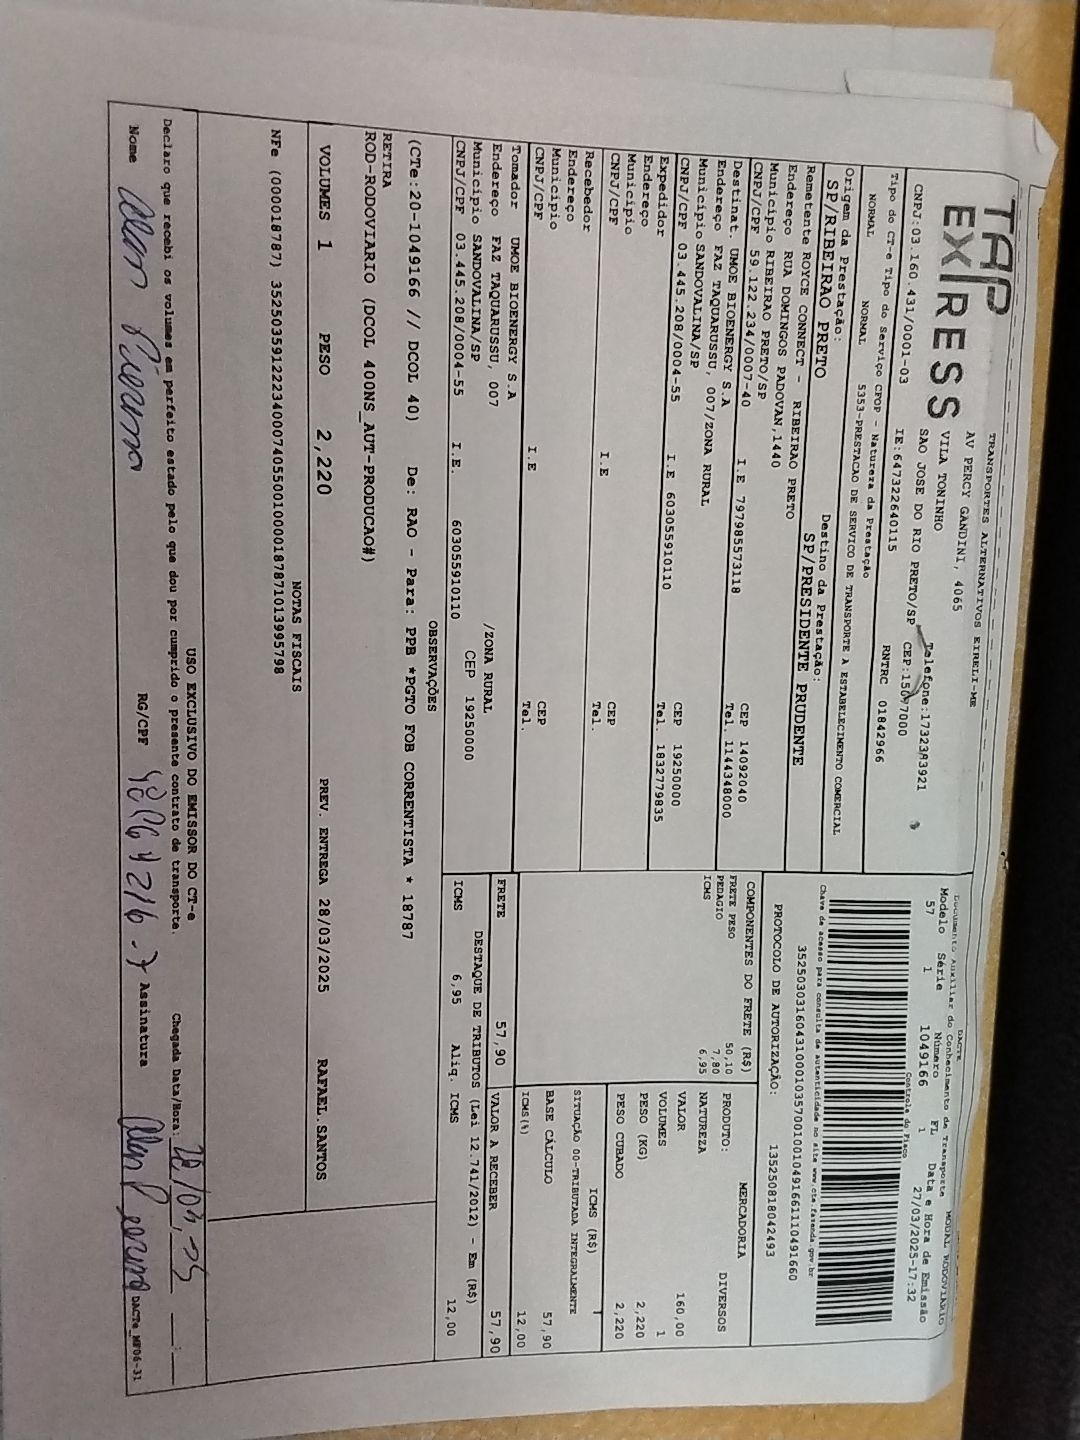 TAP
EXPRESS
TRANSPORTES ALTERNATIVOS EIRELI-ME
AV PERCY GANDINI, 4065
VILA TONINHO
SAO JOSE DO RIO PRETO/SP CEP:15077000
Telefone:1732383921
CNPJ:03.160.431/0001-03 IE:647322640115 RNTRC 01842966
Tipo do CT-e Tipo do Serviço CFOP - Natureza da Prestação
NORMAL NORMAL 5353-PRESTACAO DE SERVICO DE TRANSPORTE A ESTABELECIMENTO COMERCIAL
Origem da Prestação: Destino da Prestação:
SP/RIBEIRAO PRETO SP/PRESIDENTE PRUDENTE
Remetente ROYCE CONNECT - RIBEIRAO PRETO
Endereço RUA DOMINGOS PADOVAN,1440
Município RIBEIRAO PRETO/SP CEP 14092040
CNPJ/CPF 59.122.234/0007-40 I.E 797985573118 Tel. 1144348000
Destinat. UMOE BIOENERGY S.A
Endereço FAZ TAQUARUSSU, 007/ZONA RURAL
Município SANDOVALINA/SP CEP 19250000
CNPJ/CPF 03.445.208/0004-55 I.E 603055910110 Tel. 1832779835
Expedidor
Endereço
Município CEP
CNPJ/CPF I.E Tel.
Recebedor
Endereço
Município CEP
CNPJ/CPF I.E Tel.
Tomador UMOE BIOENERGY S.A
Endereço FAZ TAQUARUSSU, 007 /ZONA RURAL
Município SANDOVALINA/SP CEP 19250000
CNPJ/CPF 03.445.208/0004-55 I.E. 603055910110
DACTE
Documento Auxiliar do Conhecimento de Transporte MODAL RODOVIARIO
Modelo Série Número FL Data e Hora de Emissão
57 1 1049166 1 27/03/2025-17:32
Controle do Fisco
Chave de acesso para consulta de autenticidade no site www.cte.fazenda.gov.br
35250303160431000103570010010491661110491660
PROTOCOLO DE AUTORIZAÇÃO: 135250818042493
COMPONENTES DO FRETE (R$)
FRETE PESO 50,10
PEDAGIO 7,80
ICMS 6,95
MERCADORIA
PRODUTO: DIVERSOS
NATUREZA
VALOR 160,00
VOLUMES 1
PESO (KG) 2,220
PESO CUBADO 2,220
ICMS (R$)
SITUAÇÃO 00-TRIBUTADA INTEGRALMENTE
BASE CÁLCULO 57,90
ICMS(%) 12,00
FRETE 57,90 VALOR A RECEBER 57,90
DESTAQUE DE TRIBUTOS (Lei 12.741/2012) - Em (R$)
ICMS 6,95 Aliq. ICMS 12,00
OBSERVAÇÕES
(CTe:20-1049166 // DCOL 40) De: RAO - Para: PPB *PGTO FOB CORRENTISTA * 18787
RETIRA
ROD-RODOVIARIO (DCOL 400NS_AUT-PRODUCAO#)
VOLUMES 1 PESO 2,220 PREV. ENTREGA 28/03/2025 RAFAEL.SANTOS
NOTAS FISCAIS
NFe (000018787) 35250359122234000740550010000187871013995798
USO EXCLUSIVO DO EMISSOR DO CT-e
Declaro que recebi os volumes em perfeito estado pelo que dou por cumprido o presente contrato de transporte. Chegada Data/Hora:
Nome RG/CPF Assinatura
DACTe_MF06-31